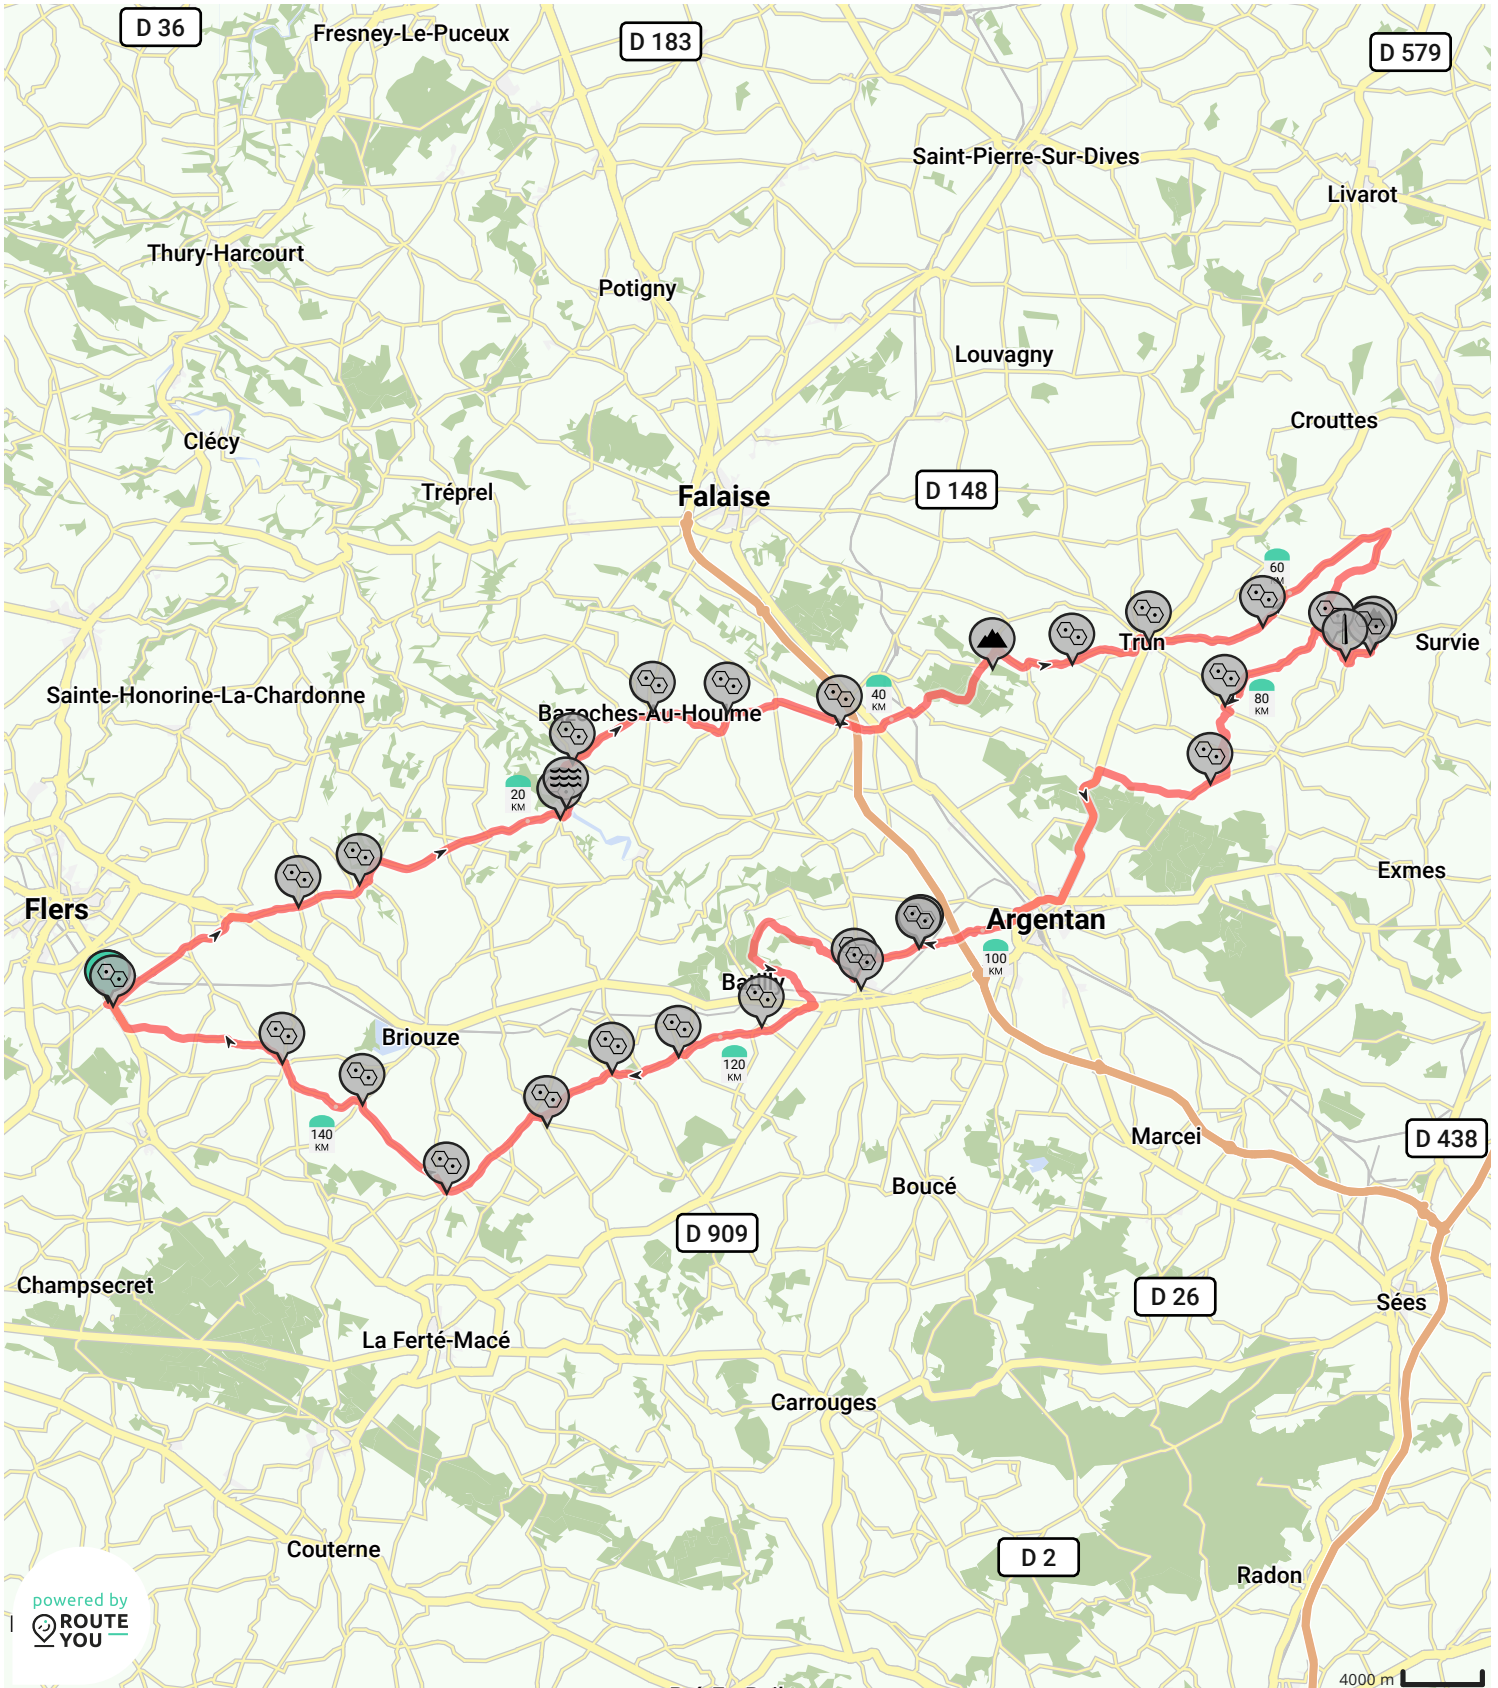 D 36
Fresney-Le-Puceux
D 183
D 579
Saint-Pierre-Sur-Dives
Livarot
Thury-Harcourt
Potigny
Louvagny
Crouttes
Clécy
Tréprel
Falaise
D 148
60
KM
Trun
Survie
Sainte-Honorine-La-Chardonne
40
KM
80
KM
Bazoches-Au-Houlme
20
KM
Exmes
Flers
Argentan
100
KM
Batilly
Briouze
120
KM
140
KM
Marcei
D 438
Boucé
D 909
Champsecret
D 26
Sées
La Ferté-Macé
Carrouges
Couterne
D 2
Radon
powered by
ROUTE
YOU
4000 m